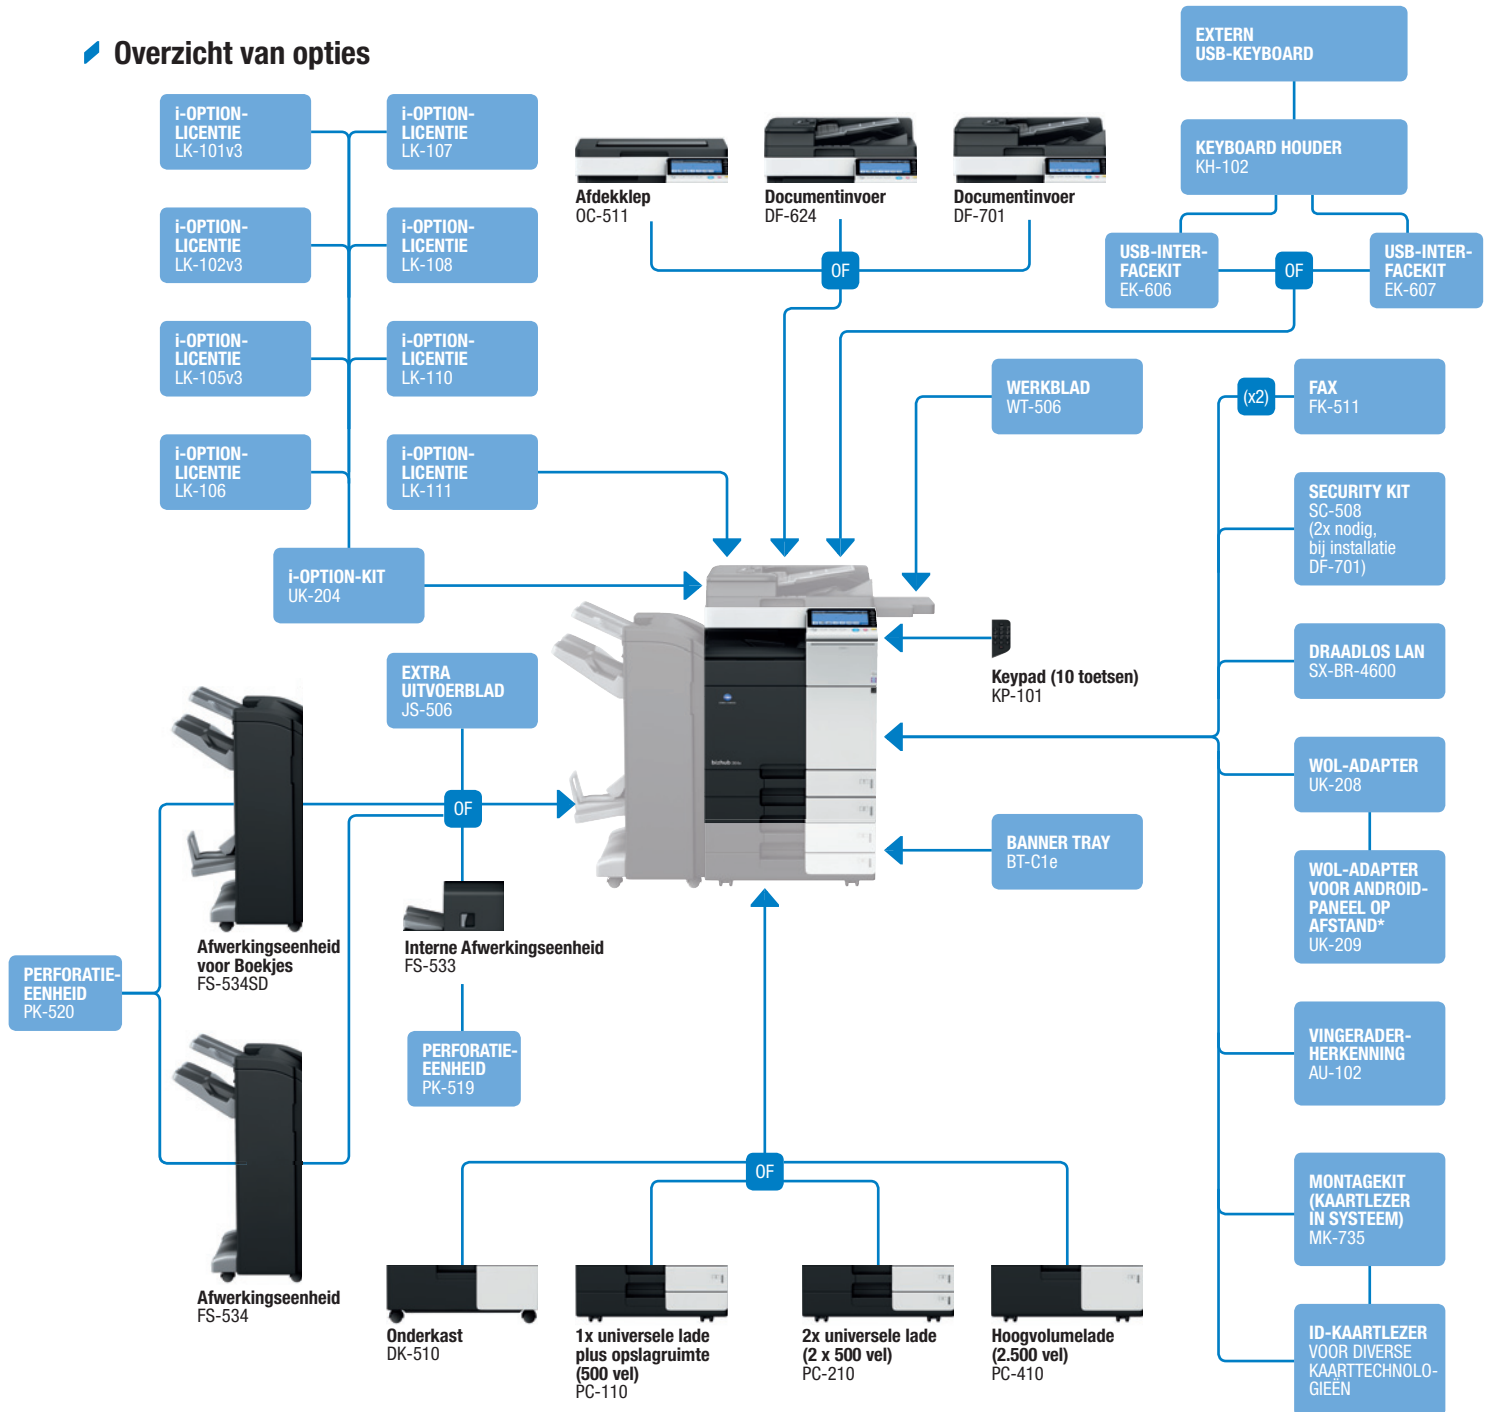 Overzicht van opties
EXTERN
USB-KEYBOARD
i-OPTION-
LICENTIE
LK-101v3
i-OPTION-
LICENTIE
LK-107
KEYBOARD HOUDER
KH-102
Afdekklep
OC-511
Documentinvoer
DF-624
Documentinvoer
DF-701
i-OPTION-
LICENTIE
LK-102v3
i-OPTION-
LICENTIE
LK-108
OF
USB-INTER-
FACEKIT
EK-606
OF
USB-INTER-
FACEKIT
EK-607
i-OPTION-
LICENTIE
LK-105v3
i-OPTION-
LICENTIE
LK-110
WERKBLAD
WT-506
(x2)
FAX
FK-511
i-OPTION-
LICENTIE
LK-106
i-OPTION-
LICENTIE
LK-111
SECURITY KIT
SC-508
(2x nodig,
bij installatie
DF-701)
i-OPTION-KIT
UK-204
Keypad (10 toetsen)
KP-101
DRAADLOS LAN
SX-BR-4600
EXTRA
UITVOERBLAD
JS-506
WOL-ADAPTER
UK-208
OF
bizhub
BANNER TRAY
BT-C1e
WOL-ADAPTER
VOOR ANDROID-
PANEEL OP
AFSTAND*
UK-209
Afwerkingseenheid
voor Boekjes
FS-534SD
Interne Afwerkingseenheid
FS-533
PERFORATIE-
EENHEID
PK-520
PERFORATIE-
EENHEID
PK-519
VINGERADER-
HERKENNING
AU-102
OF
MONTAGEKIT
(KAARTLEZER
IN SYSTEEM)
MK-735
Afwerkingseenheid
FS-534
Onderkast
DK-510
1x universele lade
plus opslagruimte
(500 vel)
PC-110
2x universele lade
(2 x 500 vel)
PC-210
Hoogvolumelade
(2.500 vel)
PC-410
ID-KAARTLEZER
VOOR DIVERSE
KAARTTECHNOLO-
GIEËN